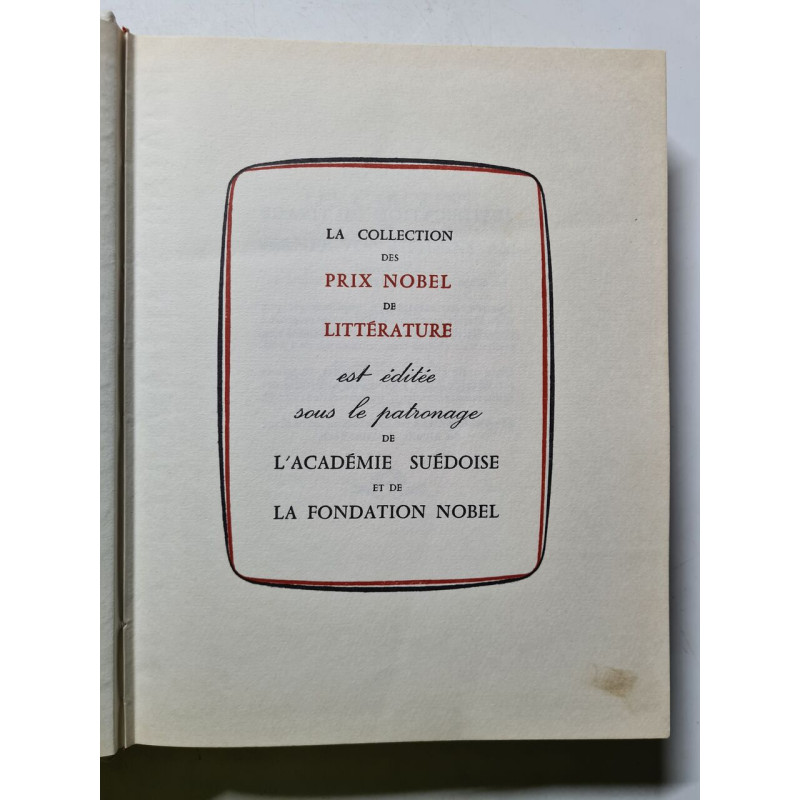 LA COLLECTION
DES
PRIX NOBEL
DE
LITTÉRATURE
est éditée
sous le patronage
DE
L'ACADÉMIE SUÉDOISE
ET DE
LA FONDATION NOBEL